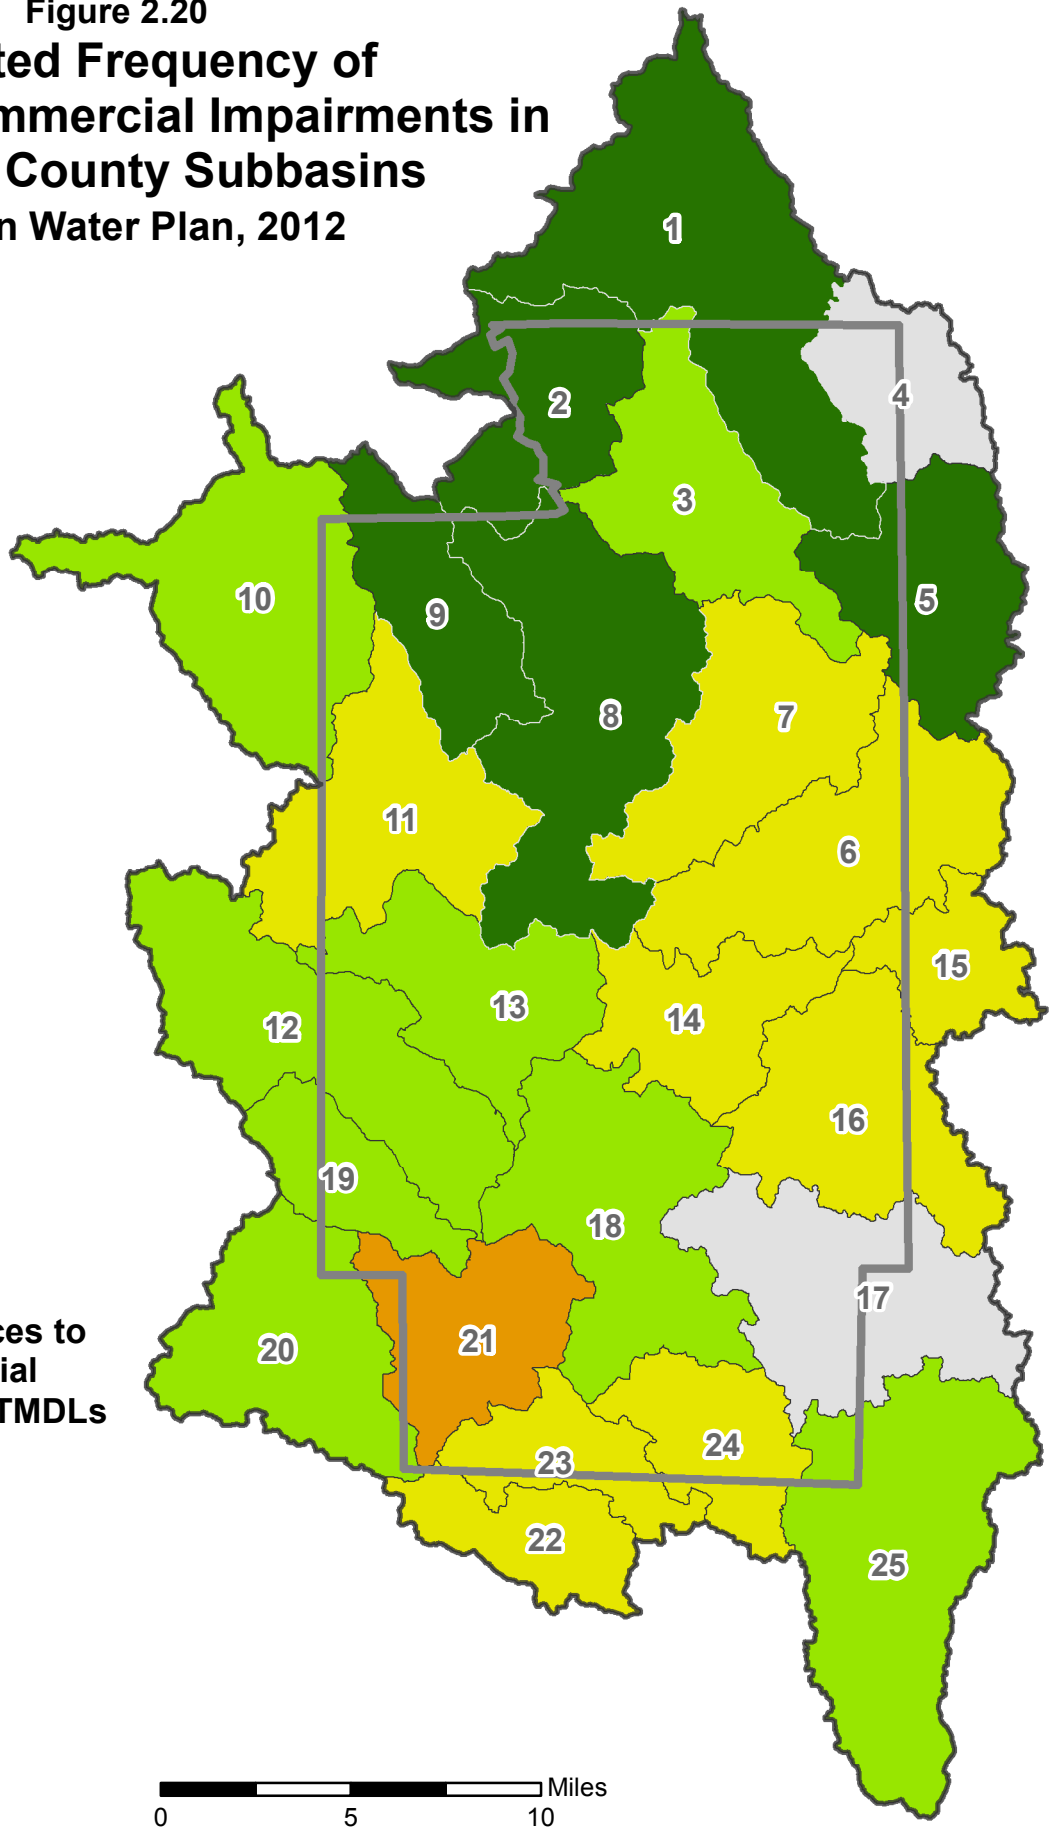 Figure 2.20
ted Frequency of
mmercial Impairments in
County Subbasins
n Water Plan, 2012
1
2
4
3
10
9
5
8
7
11
6
15
13
14
12
16
19
18
17
21
20
ces to
ial
TMDLs
24
23
22
25
Miles
0 5 10